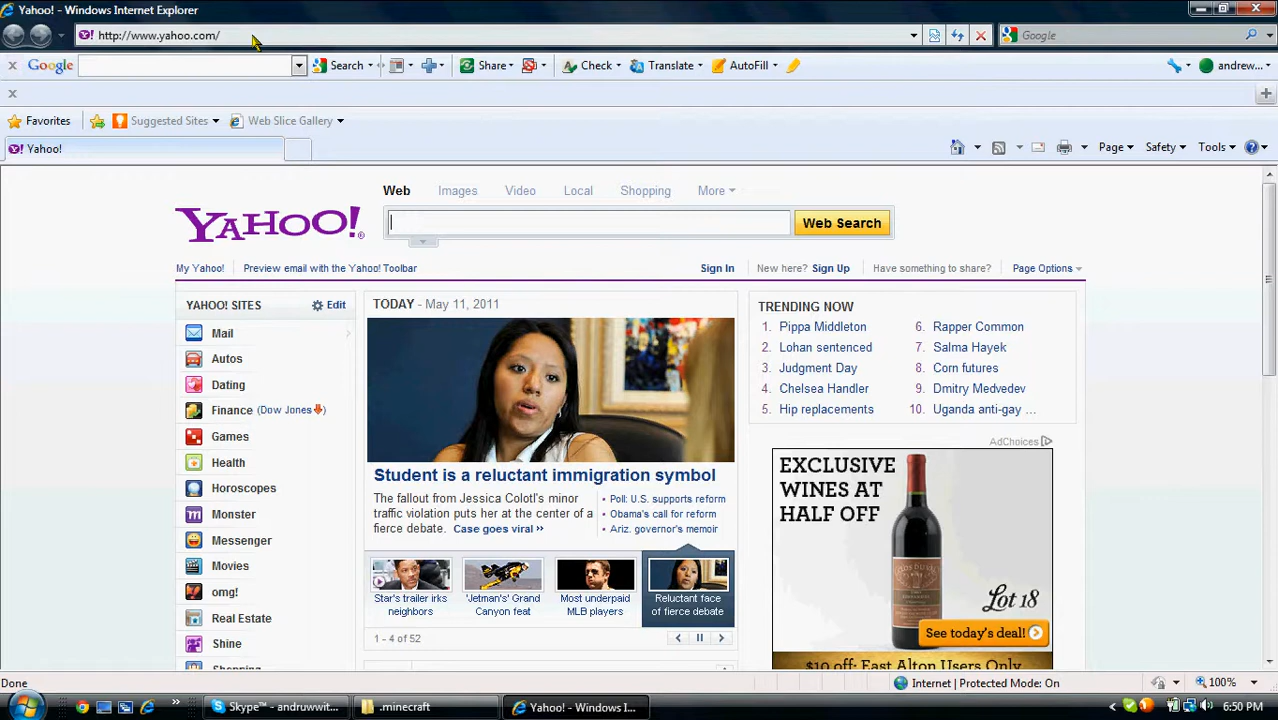 Yahoo! - Windows Internet Explorer
http://www.yahoo.com/
Google
Google Search Share Check Translate AutoFill andrew...
Favorites Suggested Sites Web Slice Gallery
Yahoo! Page Safety Tools
Web Images Video Local Shopping More
YAHOO!
Web Search
My Yahoo! Preview email with the Yahoo! Toolbar Sign In New here? Sign Up Have something to share? Page Options
YAHOO! SITES Edit
Mail
Autos
Dating
Finance (Dow Jones)
Games
Health
Horoscopes
Monster
Messenger
Movies
omg!
Real Estate
Shine
Shopping
TODAY - May 11, 2011
Student is a reluctant immigration symbol
The fallout from Jessica Colotl's minor
traffic violation puts her at the center of a
fierce debate. Case goes viral »
Poll: U.S. supports reform
Obama's call for reform
Ariz. governor's memoir
Star's trailer irks
neighbors
'Jetman's' Grand
Canyon feat
Most underpaid
MLB players
Reluctant face
of fierce debate
1 - 4 of 52
TRENDING NOW
1. Pippa Middleton
2. Lohan sentenced
3. Judgment Day
4. Chelsea Handler
5. Hip replacements
6. Rapper Common
7. Salma Hayek
8. Corn futures
9. Dmitry Medvedev
10. Uganda anti-gay ...
AdChoices
EXCLUSIVE
WINES AT
HALF OFF
Lot 18
See today's deal!
$10 off: East Alton Users Only
Done Internet | Protected Mode: On 100%
Skype™ - andruwwit... .minecraft Yahoo! - Windows I... 6:50 PM